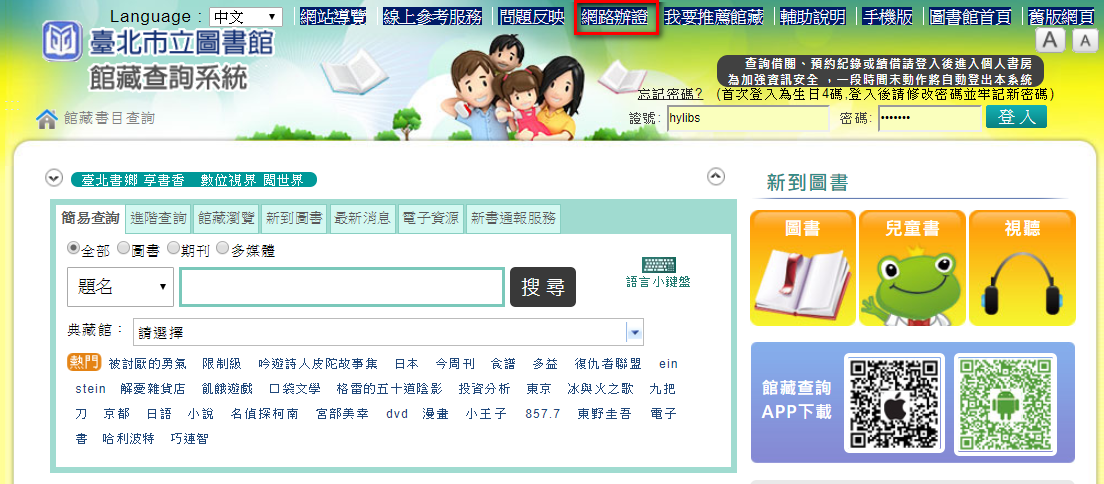 Language : 中文
網站導覽 線上參考服務 問題反映 網路辦證 我要推薦館藏 輔助說明 手機版 圖書館首頁 舊版網頁
臺北市立圖書館
館藏查詢系統
A A
查詢借閱、預約紀錄或續借請登入後進入個人書房
為加強資訊安全 ，一段時間未動作將自動登出本系統
忘記密碼? (首次登入為生日4碼,登入後請修改密碼並牢記新密碼)
館藏書目查詢
證號: hylibs 密碼: ••••••• 登入
臺北書鄉 享書香 數位視界 閱世界
簡易查詢 進階查詢 館藏瀏覽 新到圖書 最新消息 電子資源 新書通報服務
全部 圖書 期刊 多媒體
題名 搜尋
語言小鍵盤
典藏館： 請選擇
熱門 被討厭的勇氣 限制級 吟遊詩人皮陀故事集 日本 今周刊 食譜 多益 復仇者聯盟 ein
stein 解憂雜貨店 飢餓遊戲 口袋文學 格雷的五十道陰影 投資分析 東京 冰與火之歌 九把
刀 京都 日語 小說 名偵探柯南 宮部美幸 dvd 漫畫 小王子 857.7 東野圭吾 電子
書 哈利波特 巧連智
新到圖書
圖書 兒童書 視聽
館藏查詢
APP下載